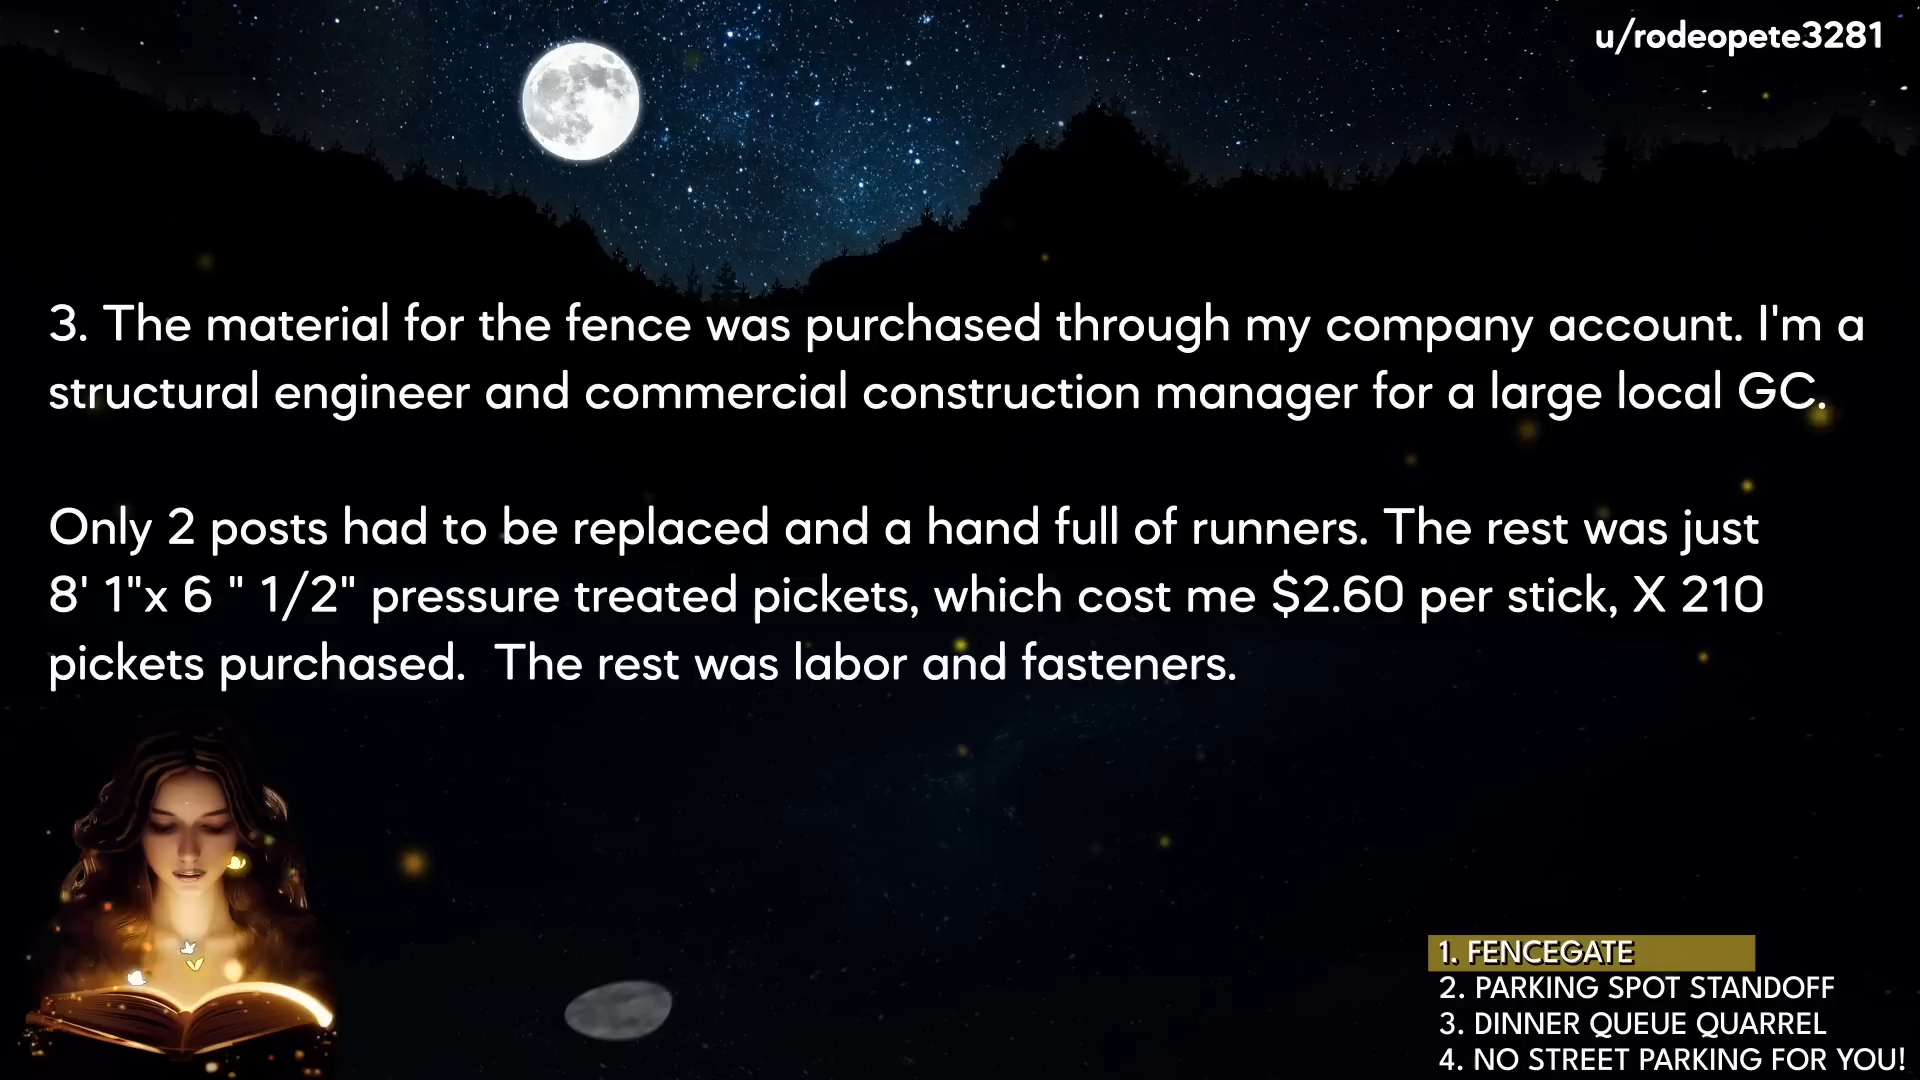 u/rodeopete3281
3. The material for the fence was purchased through my company account. I'm a
structural engineer and commercial construction manager for a large local GC.
Only 2 posts had to be replaced and a hand full of runners. The rest was just
8' 1"x 6 " 1/2" pressure treated pickets, which cost me $2.60 per stick, X 210
pickets purchased.  The rest was labor and fasteners.
1. FENCEGATE
2. PARKING SPOT STANDOFF
3. DINNER QUEUE QUARREL
4. NO STREET PARKING FOR YOU!